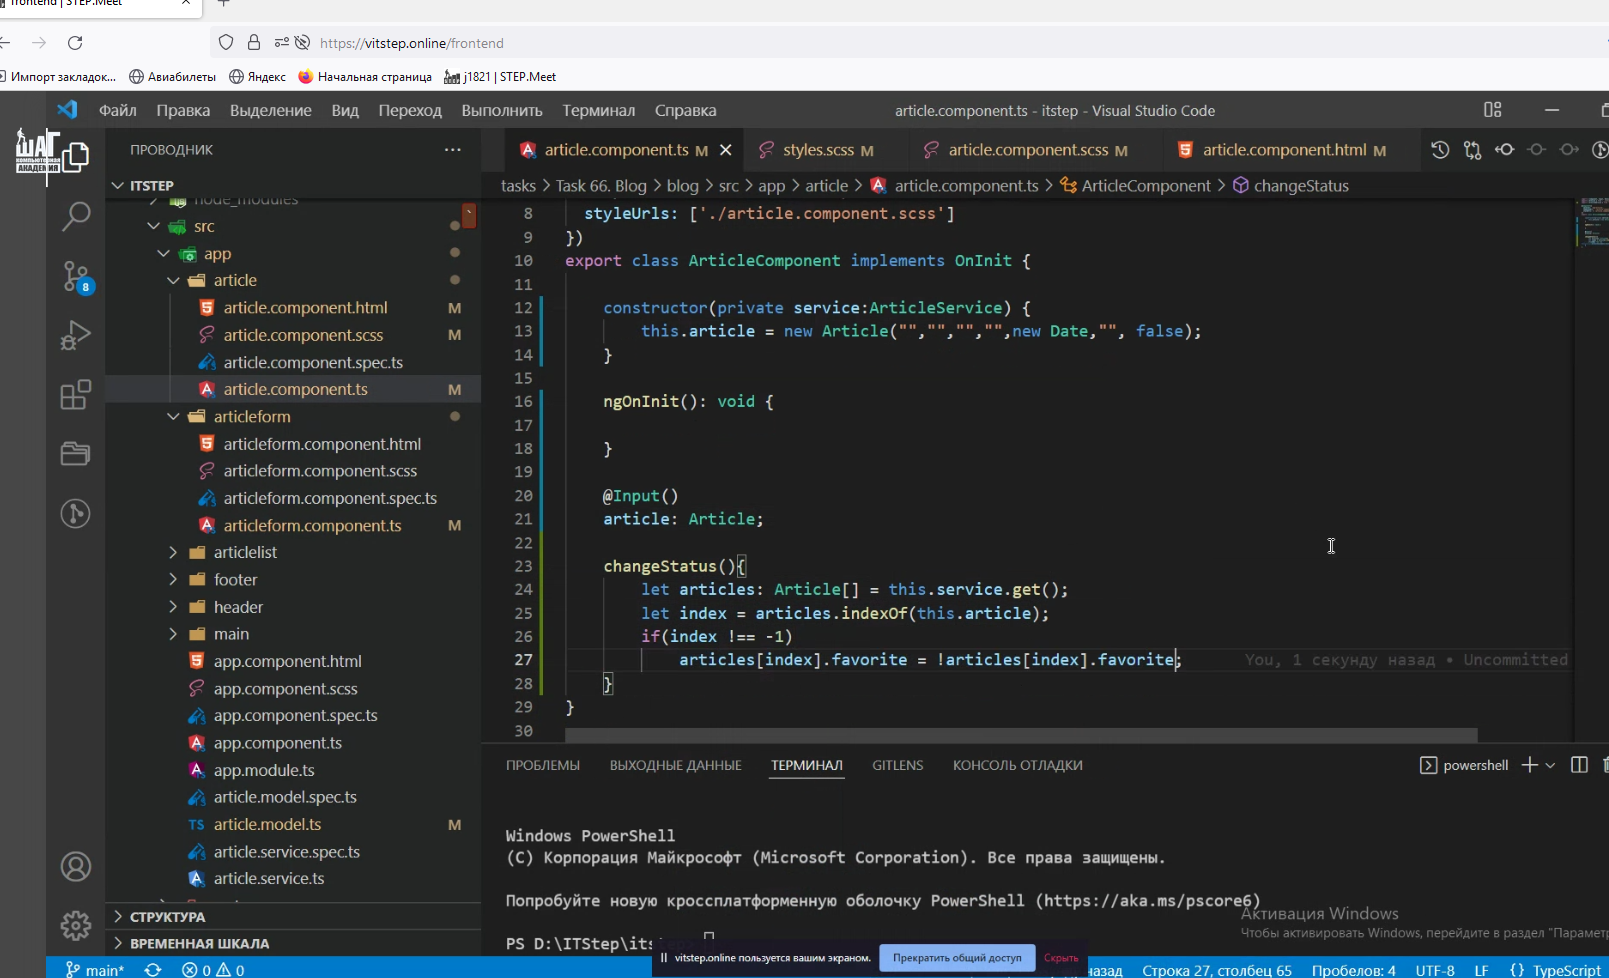 frontend | STEP.Meet
https://vitstep.online/frontend
Импорт закладок...
Авиабилеты
Яндекс
Начальная страница
j1821 | STEP.Meet
Файл Правка Выделение Вид Переход Выполнить Терминал Справка
article.component.ts - itstep - Visual Studio Code
ШАГ
КОМПЬЮТЕРНАЯ
АКАДЕМИЯ
ПРОВОДНИК
article.component.ts M
styles.scss M
article.component.scss M
article.component.html M
tasks > Task 66. Blog > blog > src > app > article > article.component.ts > ArticleComponent > changeStatus
ITSTEP
node_modules
src
app
article
article.component.html M
article.component.scss M
article.component.spec.ts
article.component.ts M
articleform
articleform.component.html
articleform.component.scss
articleform.component.spec.ts
articleform.component.ts M
articlelist
footer
header
main
app.component.html
app.component.scss
app.component.spec.ts
app.component.ts
app.module.ts
article.model.spec.ts
TS article.model.ts M
article.service.spec.ts
article.service.ts
СТРУКТУРА
ВРЕМЕННАЯ ШКАЛА
8
8 styleUrls: ['./article.component.scss']
9 })
10 export class ArticleComponent implements OnInit {
11
12 constructor(private service:ArticleService) {
13 this.article = new Article("","","","",new Date,"", false);
14 }
15
16 ngOnInit(): void {
17
18 }
19
20 @Input()
21 article: Article;
22
23 changeStatus(){
24 let articles: Article[] = this.service.get();
25 let index = articles.indexOf(this.article);
26 if(index !== -1)
27 articles[index].favorite = !articles[index].favorite; You, 1 секунду назад • Uncommitted
28 }
29 }
30
ПРОБЛЕМЫ ВЫХОДНЫЕ ДАННЫЕ ТЕРМИНАЛ GITLENS КОНСОЛЬ ОТЛАДКИ
powershell
Windows PowerShell
(C) Корпорация Майкрософт (Microsoft Corporation). Все права защищены.
Попробуйте новую кроссплатформенную оболочку PowerShell (https://aka.ms/pscore6)
PS D:\ITStep\its
Активация Windows
Чтобы активировать Windows, перейдите в раздел "Парамет
vitstep.online пользуется вашим экраном.
Прекратить общий доступ
Скрыть
main* 0 0
назад Строка 27, столбец 65 Пробелов: 4 UTF-8 LF {} TypeScript